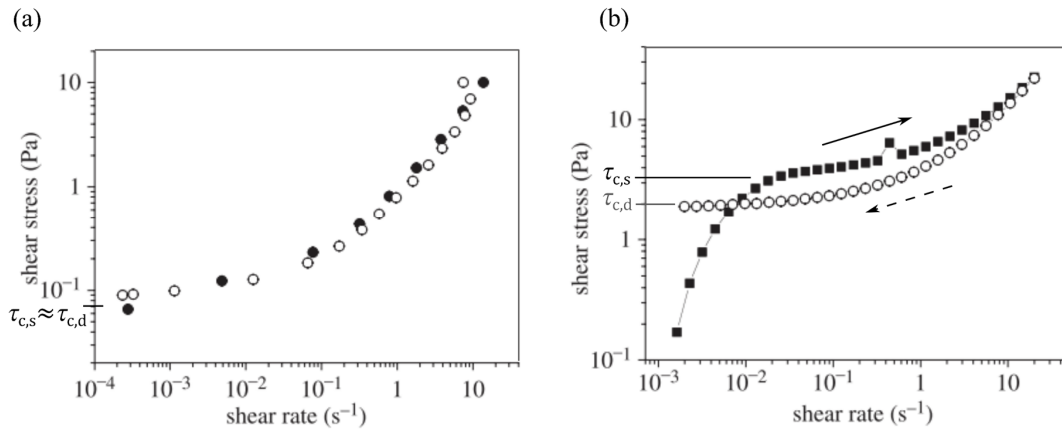 (a)
10
1
10⁻¹
τc,s≈τc,d
10⁻⁴
10⁻³
10⁻²
10⁻¹
1
10
shear rate (s⁻¹)
shear stress (Pa)
(b)
10
τc,s
τc,d
1
10⁻¹
10⁻³
10⁻²
10⁻¹
1
10
shear rate (s⁻¹)
shear stress (Pa)